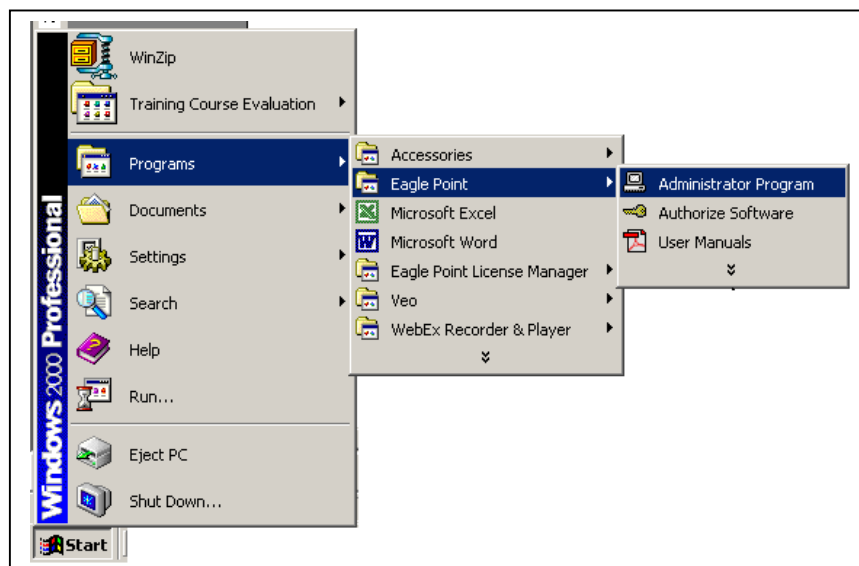 WinZip
Training Course Evaluation
Programs
Documents
Settings
Search
Help
Run...
Eject PC
Shut Down...
Windows 2000 Professional
Start
Accessories
Eagle Point
Microsoft Excel
Microsoft Word
Eagle Point License Manager
Veo
WebEx Recorder & Player
Administrator Program
Authorize Software
User Manuals